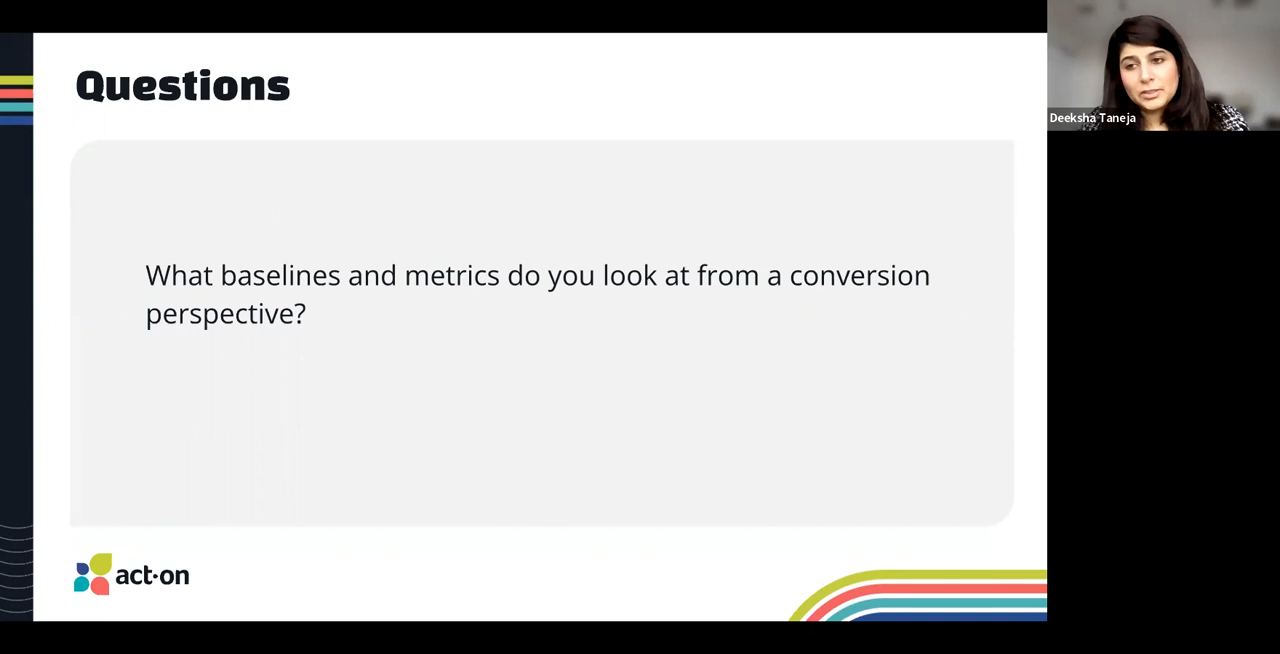 Questions
What baselines and metrics do you look at from a conversion
perspective?
act-on
Deeksha Taneja